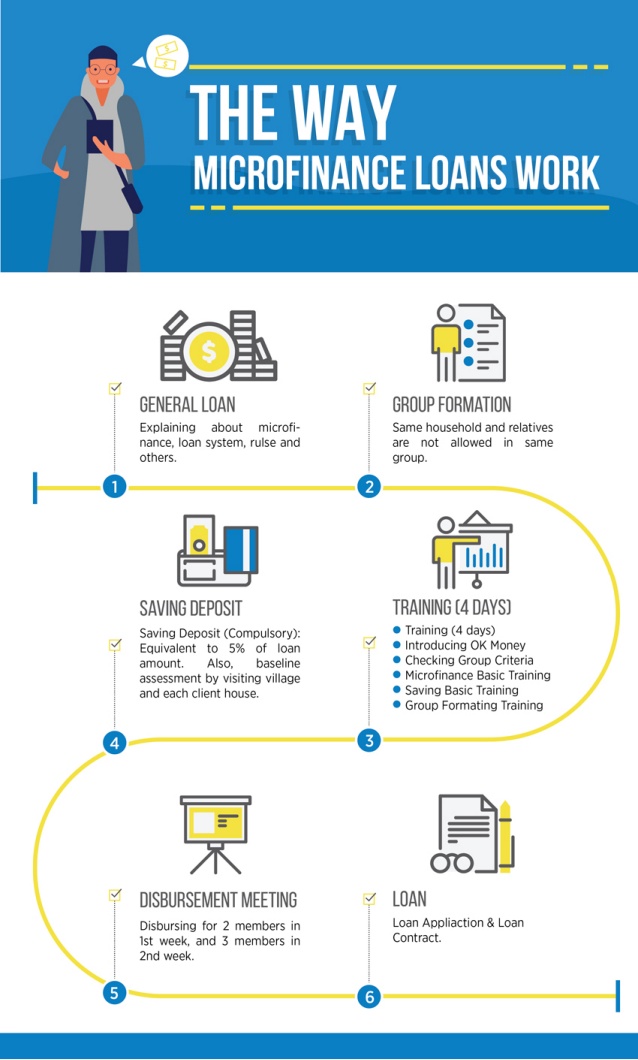 THE WAY
MICROFINANCE LOANS WORK
GENERAL LOAN
Explaining about microfi-
nance, loan system, rulse and
others.
1
GROUP FORMATION
Same household and relatives
are not allowed in same
group.
2
TRAINING (4 DAYS)
Training (4 days)
Introducing OK Money
Checking Group Criteria
Microfinance Basic Training
Saving Basic Training
Group Formating Training
3
SAVING DEPOSIT
Saving Deposit (Compulsory):
Equivalent to 5% of loan
amount. Also, baseline
assessment by visiting village
and each client house.
4
DISBURSEMENT MEETING
Disbursing for 2 members in
1st week, and 3 members in
2nd week.
5
LOAN
Loan Appliaction & Loan
Contract.
6